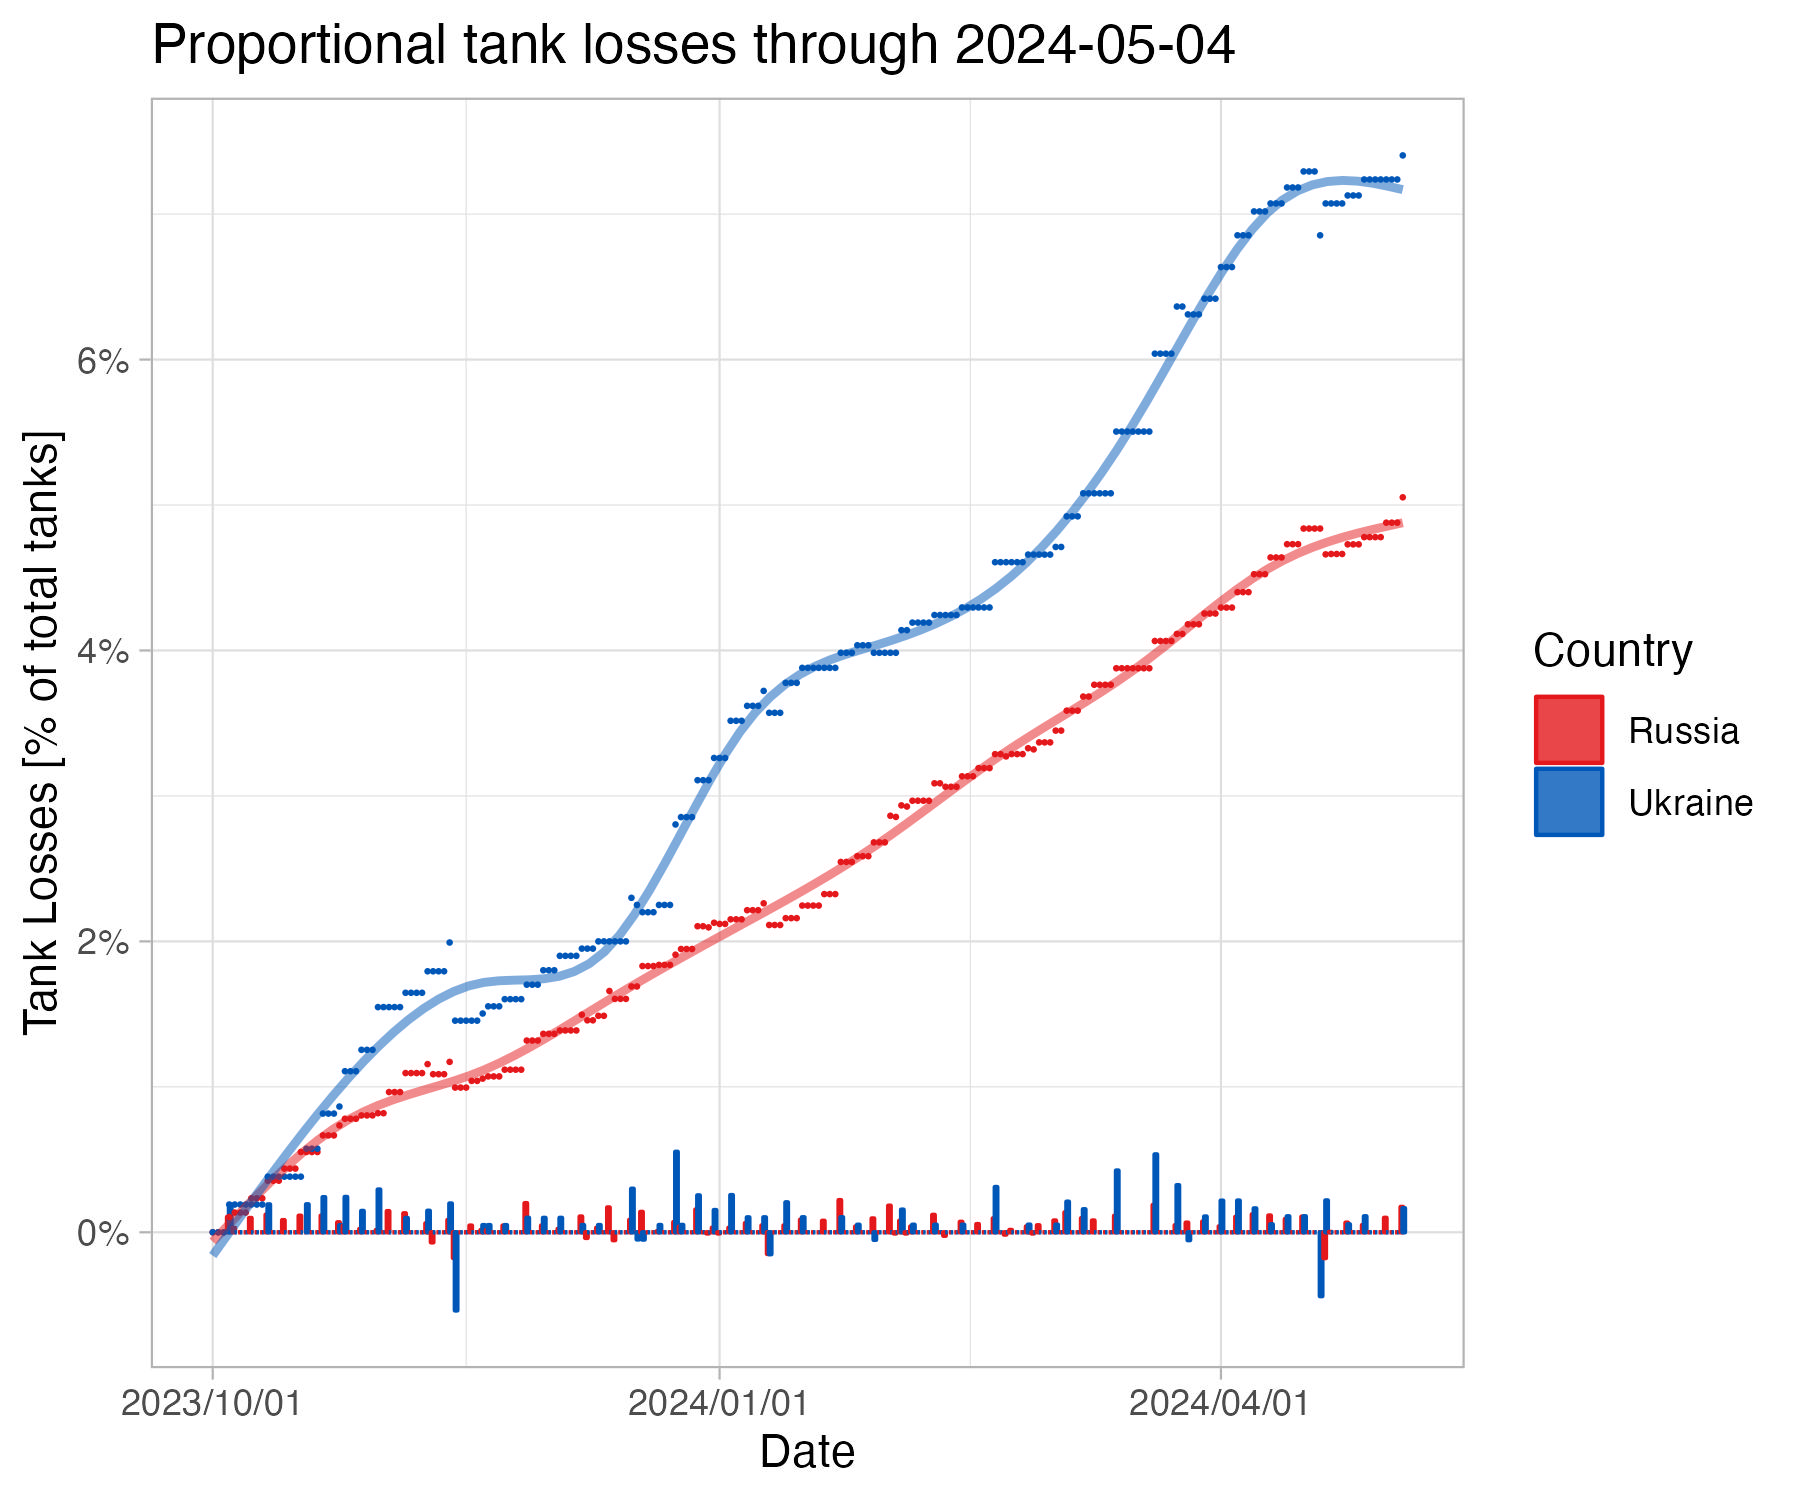 Proportional tank losses through 2024-05-04
Tank Losses [% of total tanks]
6%
4%
2%
0%
2023/10/01
2024/01/01
2024/04/01
Date
Country
Russia
Ukraine